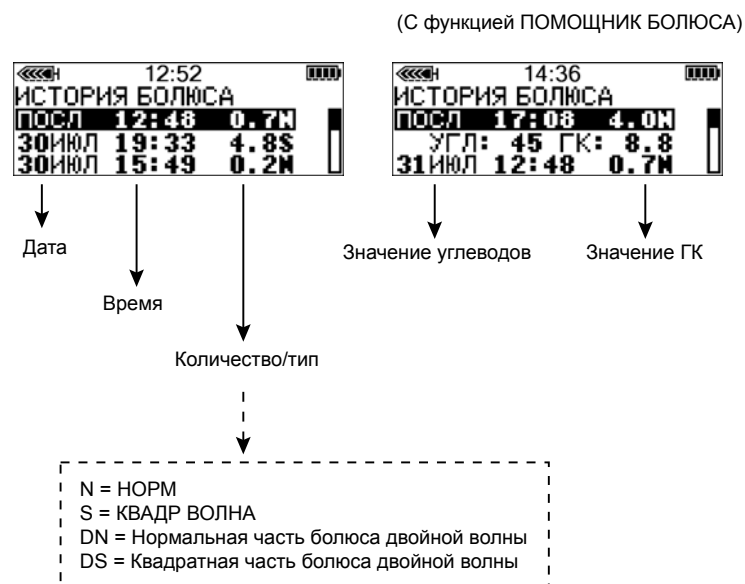 (С функцией ПОМОЩНИК БОЛЮСА)
12:52
ИСТОРИЯ БОЛЮСА
ПОСЛ 12:48 0.7N
30ИЮЛ 19:33 4.8S
30ИЮЛ 15:49 0.2N
14:36
ИСТОРИЯ БОЛЮСА
ПОСЛ 17:08 4.0N
УГЛ: 45 ГК: 8.8
31ИЮЛ 12:48 0.7N
Дата
Время
Количество/тип
Значение углеводов
Значение ГК
N = НОРМ
S = КВАДР ВОЛНА
DN = Нормальная часть болюса двойной волны
DS = Квадратная часть болюса двойной волны